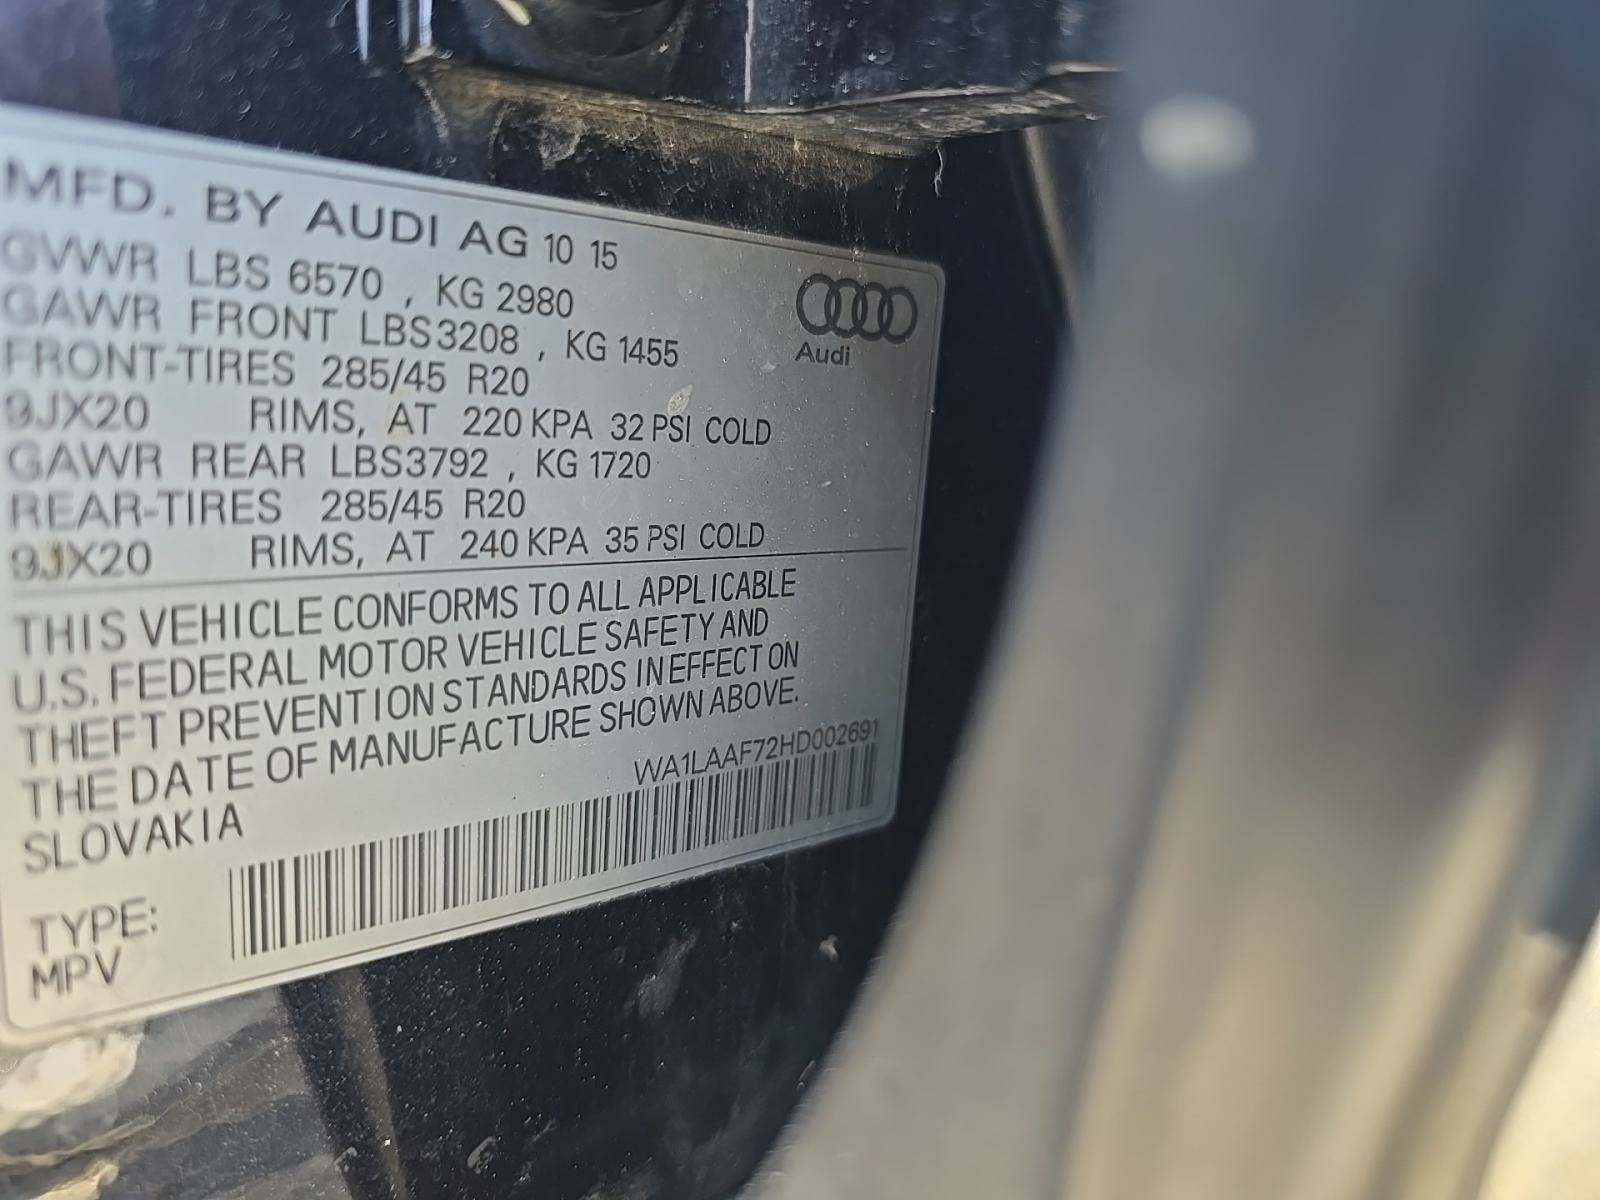 MFD. BY AUDI AG 10 15
GVWR LBS 6570 , KG 2980
GAWR FRONT LBS3208 , KG 1455
FRONT-TIRES 285/45 R20
9JX20 RIMS, AT 220 KPA 32 PSI COLD
GAWR REAR LBS3792 , KG 1720
REAR-TIRES 285/45 R20
9JX20 RIMS, AT 240 KPA 35 PSI COLD
Audi
THIS VEHICLE CONFORMS TO ALL APPLICABLE
U.S. FEDERAL MOTOR VEHICLE SAFETY AND
THEFT PREVENTION STANDARDS IN EFFECT ON
THE DATE OF MANUFACTURE SHOWN ABOVE.
SLOVAKIA
WA1LAAF72HD002691
TYPE:
MPV